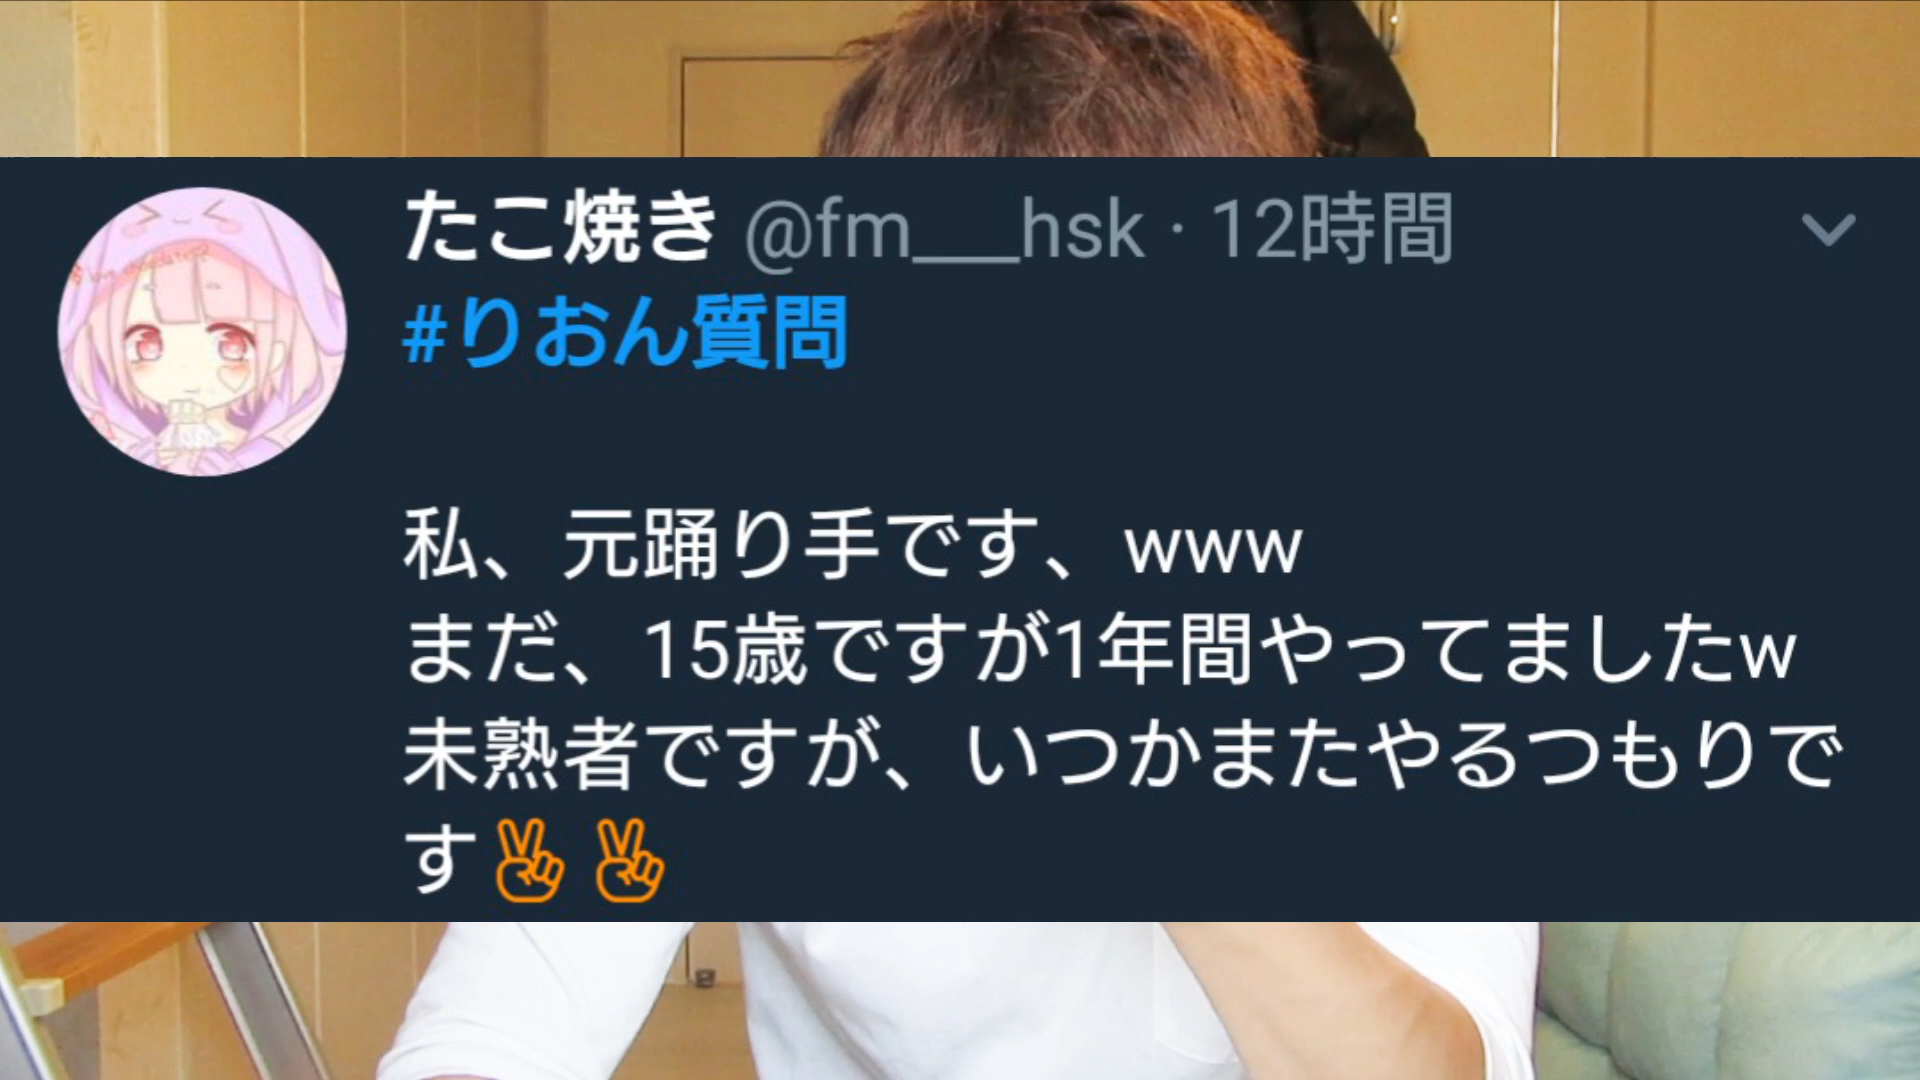 たこ焼き @fm___hsk · 12時間
#りおん質問
私、元踊り手です、www
まだ、15歳ですが1年間やってましたw
未熟者ですが、いつかまたやるつもりで
す✌✌